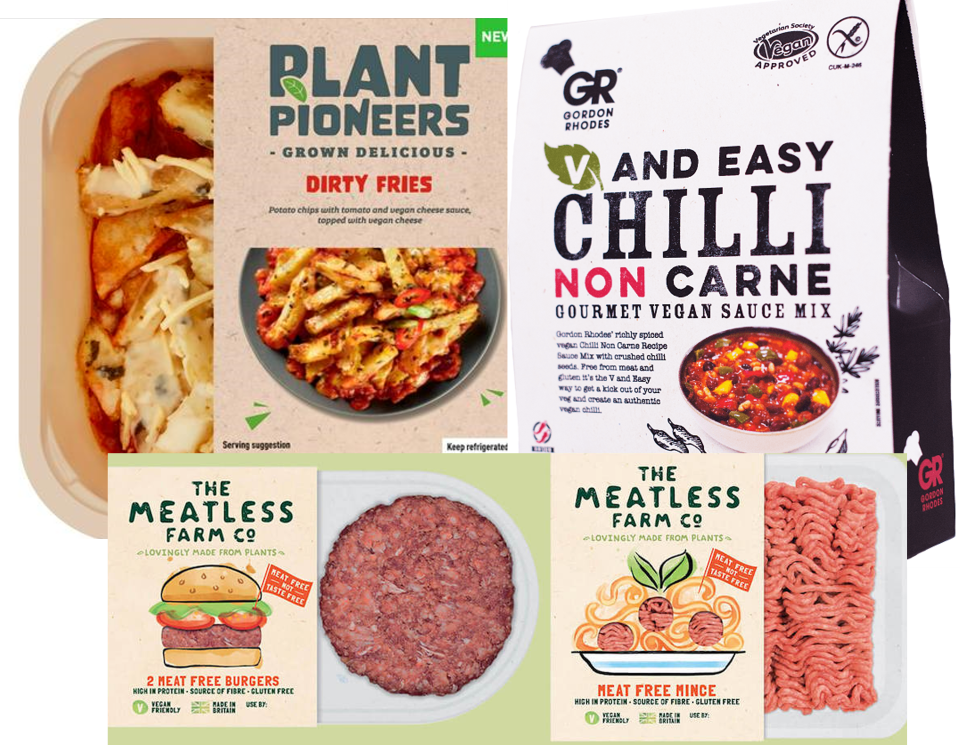 NEW
PLANT
PIONEERS
- GROWN DELICIOUS -
DIRTY FRIES
Potato chips with tomato and vegan cheese sauce,
topped with vegan cheese
Serving suggestion
Keep refrigerated
Vegetarian Society
Vegan
APPROVED
GR
GORDON
RHODES
V AND EASY
CHILLI
NON CARNE
GOURMET VEGAN SAUCE MIX
Gordon Rhodes' richly spiced
vegan Chilli Non Carne Recipe
Sauce Mix with crushed chilli
seeds. Free from meat and
gluten it's the V and Easy
way to get a kick out of your
veg and create an authentic
vegan chilli.
MEDIUM
GR
GORDON
RHODES
THE
MEATLESS
FARM CO
LOVINGLY MADE FROM PLANTS
MEAT FREE
NOT
TASTE FREE
2 MEAT FREE BURGERS
HIGH IN PROTEIN · SOURCE OF FIBRE · GLUTEN FREE
V VEGAN FRIENDLY
MADE IN BRITAIN
USE BY:
THE
MEATLESS
FARM CO
LOVINGLY MADE FROM PLANTS
MEAT FREE
NOT
TASTE FREE
MEAT FREE MINCE
HIGH IN PROTEIN · SOURCE OF FIBRE · GLUTEN FREE
V VEGAN FRIENDLY
MADE IN BRITAIN
USE BY: